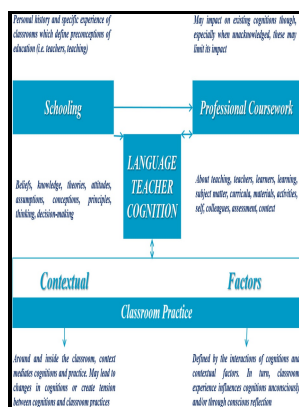 Personal history and specific experience of
classrooms which define preconceptions of
education (i.e. teachers, teaching)
May impact on existing cognitions though,
especially when unacknowledged, these may
limit its impact
Schooling
Professional Coursework
LANGUAGE
TEACHER
COGNITION
Beliefs, knowledge, theories, attitudes,
assumptions, conceptions, principles,
thinking, decision-making
About teaching, teachers, learners, learning,
subject matter, curricula, materials, activities,
self, colleagues, assessment, context
Contextual
Factors
Classroom Practice
Around and inside the classroom, context
mediates cognitions and practice. May lead to
changes in cognitions or create tension
between cognitions and classroom practices
Defined by the interactions of cognitions and
contextual factors. In turn, classroom
experience influences cognitions unconsciously
and/or through conscious reflection